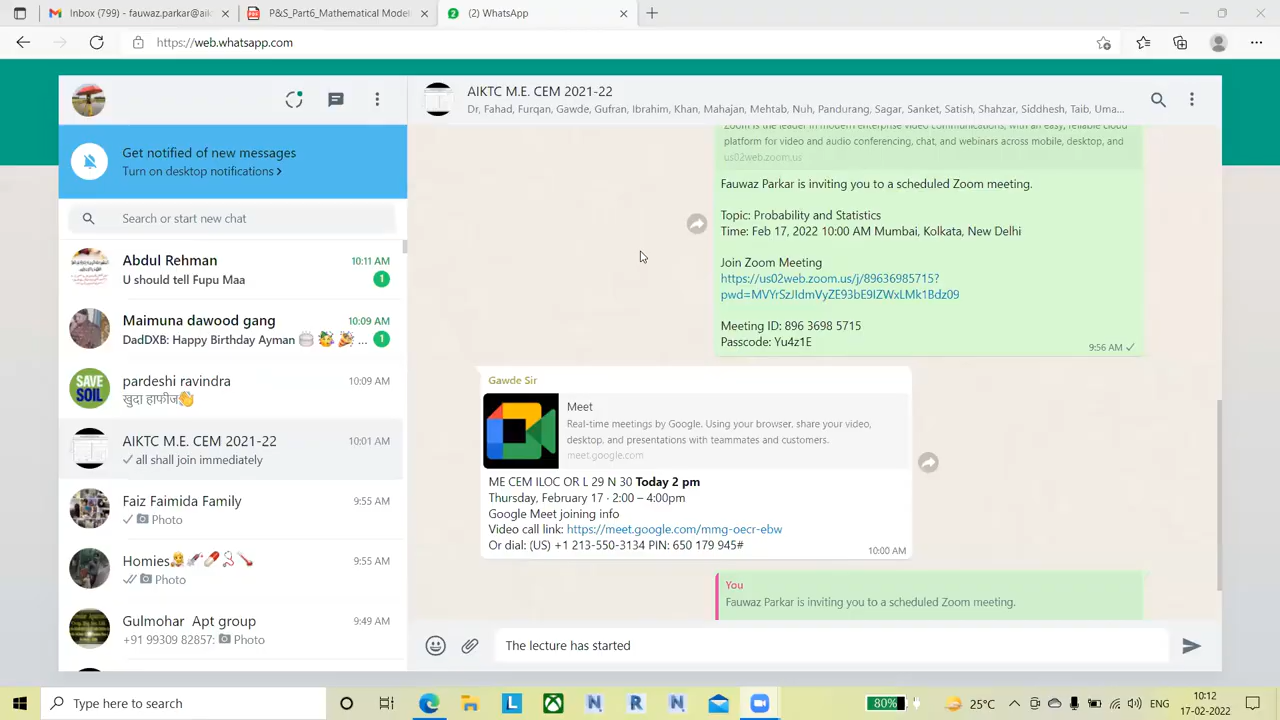 Inbox (799) - fauwaz.parkar@aik
P&S_Part6_Mathematical Model
(2) WhatsApp
https://web.whatsapp.com
AIKTC M.E. CEM 2021-22
Dr, Fahad, Furqan, Gawde, Gufran, Ibrahim, Khan, Mahajan, Mehtab, Nuh, Pandurang, Sagar, Sanket, Satish, Shahzar, Siddhesh, Taib, Uma...
Get notified of new messages
Turn on desktop notifications >
Search or start new chat
Abdul Rehman 10:11 AM
U should tell Fupu Maa 1
Maimuna dawood gang 10:09 AM
DadDXB: Happy Birthday Ayman 🎂 🎉 🎉 ... 1
SAVE SOIL
pardeshi ravindra 10:09 AM
खुदा हाफीज👋
AIKTC M.E. CEM 2021-22 10:01 AM
all shall join immediately
Faiz Faimida Family 9:55 AM
Photo
Homies 9:55 AM
Photo
Gulmohar Apt group 9:49 AM
+91 99309 82857: Photo
Zoom is the leader in modern enterprise video communications, with an easy, reliable cloud
platform for video and audio conferencing, chat, and webinars across mobile, desktop, and
us02web.zoom.us
Fauwaz Parkar is inviting you to a scheduled Zoom meeting.
Topic: Probability and Statistics
Time: Feb 17, 2022 10:00 AM Mumbai, Kolkata, New Delhi
Join Zoom Meeting
https://us02web.zoom.us/j/89636985715?
pwd=MVYrSzJIdmVyZE93bE9IZWxLMk1Bdz09
Meeting ID: 896 3698 5715
Passcode: Yu4z1E
9:56 AM
Gawde Sir
Meet
Real-time meetings by Google. Using your browser, share your video,
desktop, and presentations with teammates and customers.
meet.google.com
ME CEM ILOC OR L 29 N 30 Today 2 pm
Thursday, February 17 · 2:00 – 4:00pm
Google Meet joining info
Video call link: https://meet.google.com/mmg-oecr-ebw
Or dial: (US) +1 213-550-3134 PIN: 650 179 945#
10:00 AM
You
Fauwaz Parkar is inviting you to a scheduled Zoom meeting.
The lecture has started
Type here to search
80%
25°C
ENG
10:12
17-02-2022